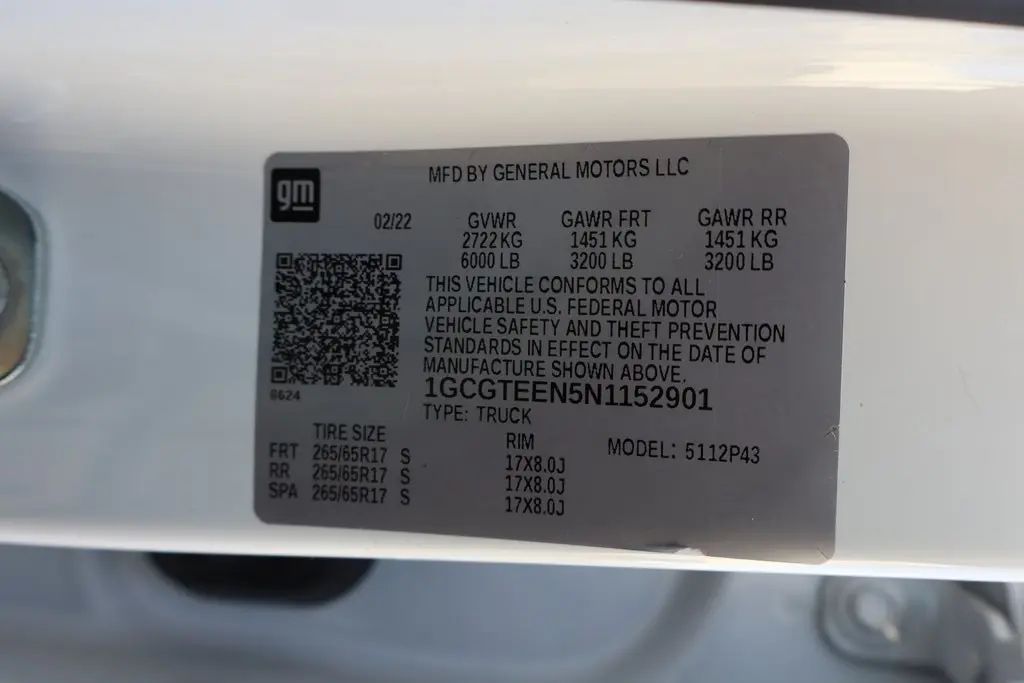 gm
MFD BY GENERAL MOTORS LLC
02/22 GVWR GAWR FRT GAWR RR
2722 KG 1451 KG 1451 KG
6000 LB 3200 LB 3200 LB
THIS VEHICLE CONFORMS TO ALL
APPLICABLE U.S. FEDERAL MOTOR
VEHICLE SAFETY AND THEFT PREVENTION
STANDARDS IN EFFECT ON THE DATE OF
MANUFACTURE SHOWN ABOVE.
8624
1GCGTEEN5N1152901
TYPE: TRUCK
TIRE SIZE RIM MODEL: 5112P43
FRT 265/65R17 S 17X8.0J
RR 265/65R17 S 17X8.0J
SPA 265/65R17 S 17X8.0J